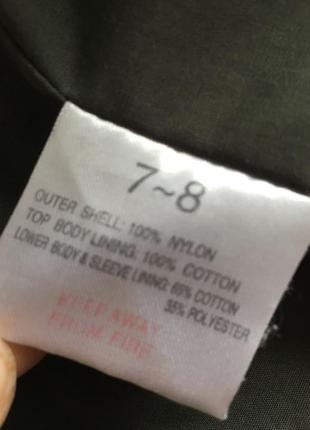 7~8
OUTER SHELL: 100% NYLON
TOP BODY LINING: 100% COTTON
LOWER BODY & SLEEVE LINING: 65% COTTON
35% POLYESTER
KEEP AWAY
FROM FIRE